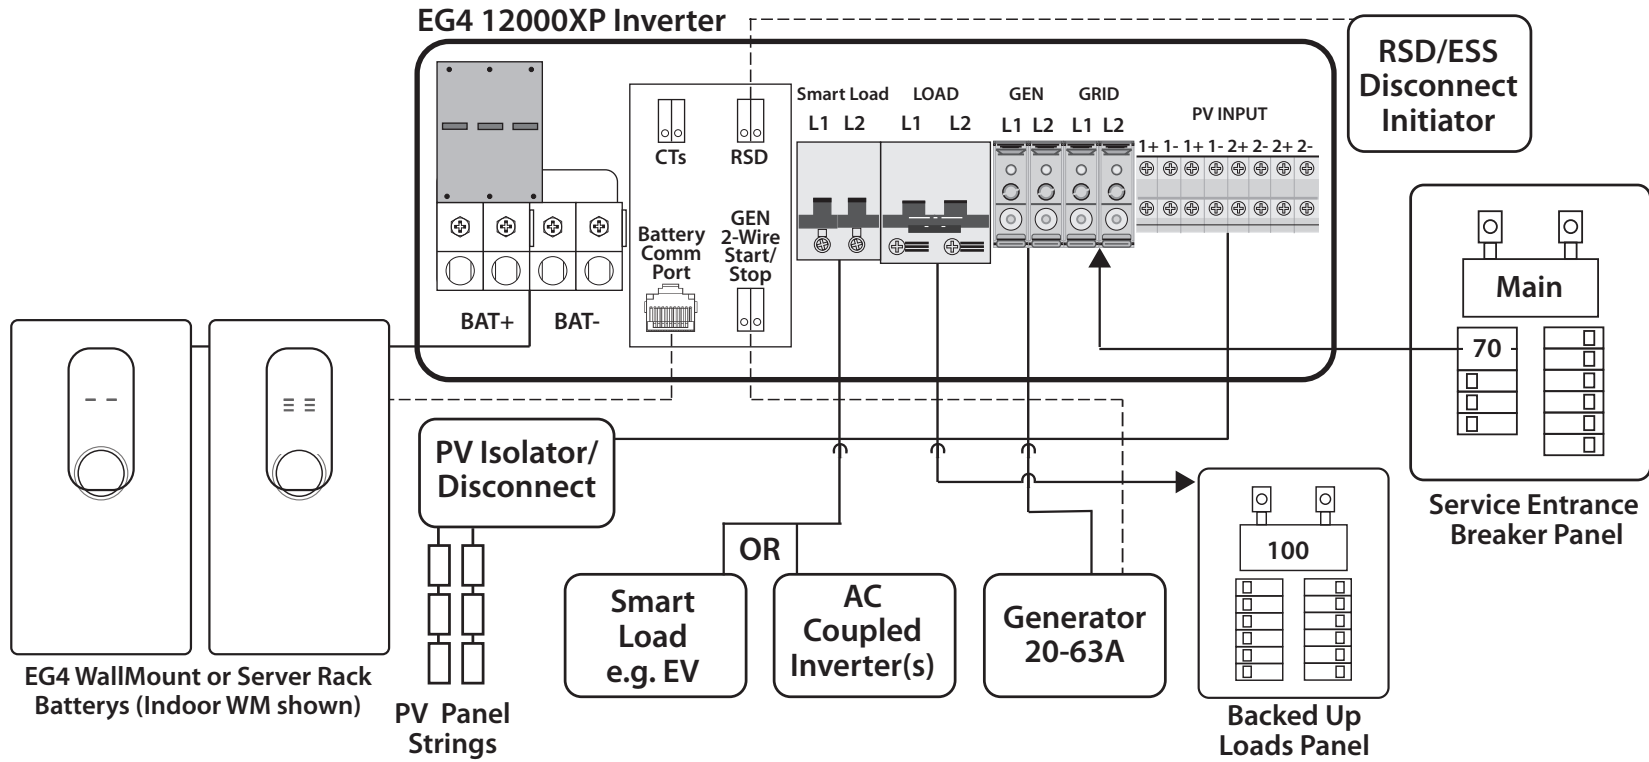 EG4 12000XP Inverter
RSD/ESS
Disconnect
Initiator
Smart Load
LOAD
GEN
GRID
PV INPUT
L1 L2
L1 L2
L1 L2
L1 L2
1+ 1- 1+ 1- 2+ 2- 2+ 2-
CTs
RSD
Battery
Comm
Port
GEN
2-Wire
Start/
Stop
BAT+
BAT-
Main
70
Service Entrance
Breaker Panel
PV Isolator/
Disconnect
OR
100
Smart
Load
e.g. EV
AC
Coupled
Inverter(s)
Generator
20-63A
EG4 WallMount or Server Rack
Batterys (Indoor WM shown)
PV Panel
Strings
Backed Up
Loads Panel